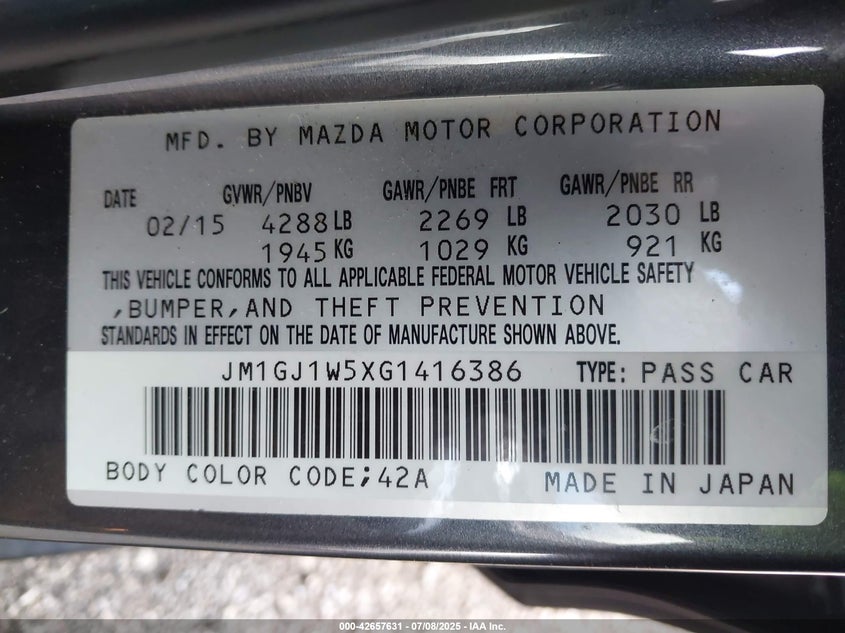 MFD. BY MAZDA MOTOR CORPORATION
DATE GVWR/PNBV GAWR/PNBE FRT GAWR/PNBE RR
02/15 4288 LB 2269 LB 2030 LB
1945 KG 1029 KG 921 KG
THIS VEHICLE CONFORMS TO ALL APPLICABLE FEDERAL MOTOR VEHICLE SAFETY
,BUMPER,AND THEFT PREVENTION
STANDARDS IN EFFECT ON THE DATE OF MANUFACTURE SHOWN ABOVE.
JM1GJ1W5XG1416386 TYPE: PASS CAR
BODY COLOR CODE;42A MADE IN JAPAN
000-42657631 - 07/08/2025 - IAA Inc.